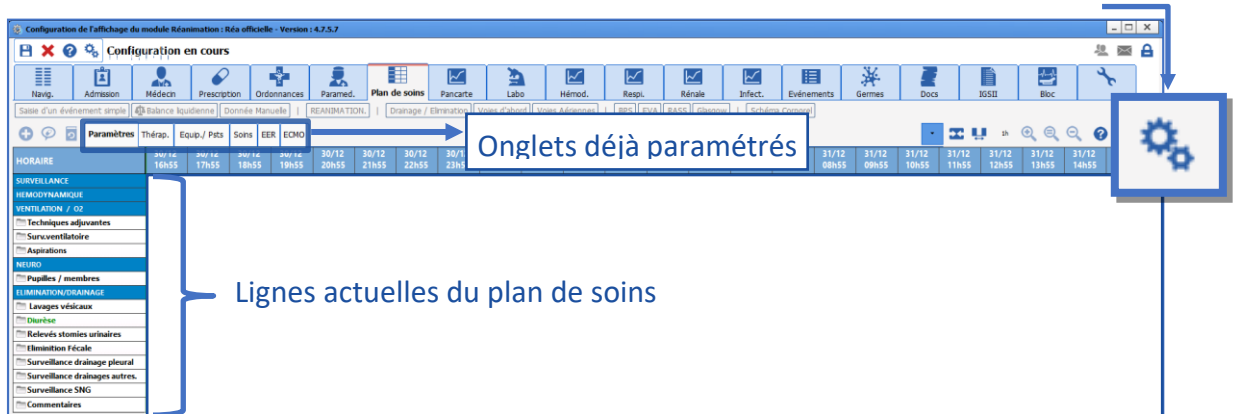 Configuration de l'affichage du module Réanimation : Réa officielle - Version : 4.7.5.7
Configuration en cours
Navig. Admission Médecin Prescription Ordonnances Paramed. Plan de soins Pancarte Labo Hémod. Respi. Rénale Infect. Evénements Germes Docs IGSII Bloc
Saisie d'un événement simple Balance liquidienne Donnée Manuelle | REANIMATION. | Drainage / Elimination Voies d'abord Voies Aériennes | BPS EVA RASS Glasgow | Schéma Corporel
Paramètres Thérap. Equip./ Psts Soins EER ECMO
Onglets déjà paramétrés
1h
HORAIRE 30/12 30/12 30/12 30/12 30/12 30/12 30/12 31/12 31/12 31/12 31/12 31/12 31/12 31/12
16h55 17h55 18h55 19h55 20h55 21h55 22h55 23h5 08h55 09h55 10h55 11h55 12h55 13h55 14h55
SURVEILLANCE
HEMODYNAMIQUE
VENTILATION / O2
Techniques adjuvantes
Surv.ventilatoire
Aspirations
NEURO
Pupilles / membres
ELIMINATION/DRAINAGE
Lavages vésicaux
Diurèse
Relevés stomies urinaires
Eliminition Fécale
Surveillance drainage pleural
Surveillance drainages autres.
Surveillance SNG
Commentaires
Lignes actuelles du plan de soins